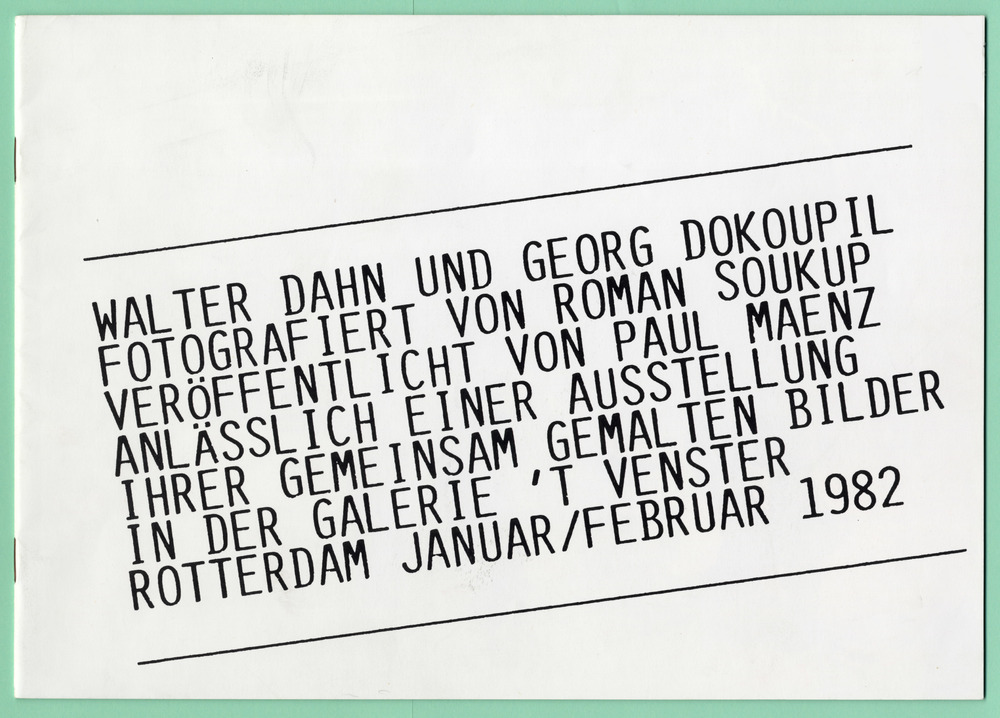 WALTER DAHN UND GEORG DOKOUPIL
FOTOGRAFIERT VON ROMAN SOUKUP
VERÖFFENTLICHT VON PAUL MAENZ
ANLÄSSLICH EINER AUSSTELLUNG
IHRER GEMEINSAM GEMALTEN BILDER
IN DER GALERIE 'T VENSTER
ROTTERDAM JANUAR/FEBRUAR 1982